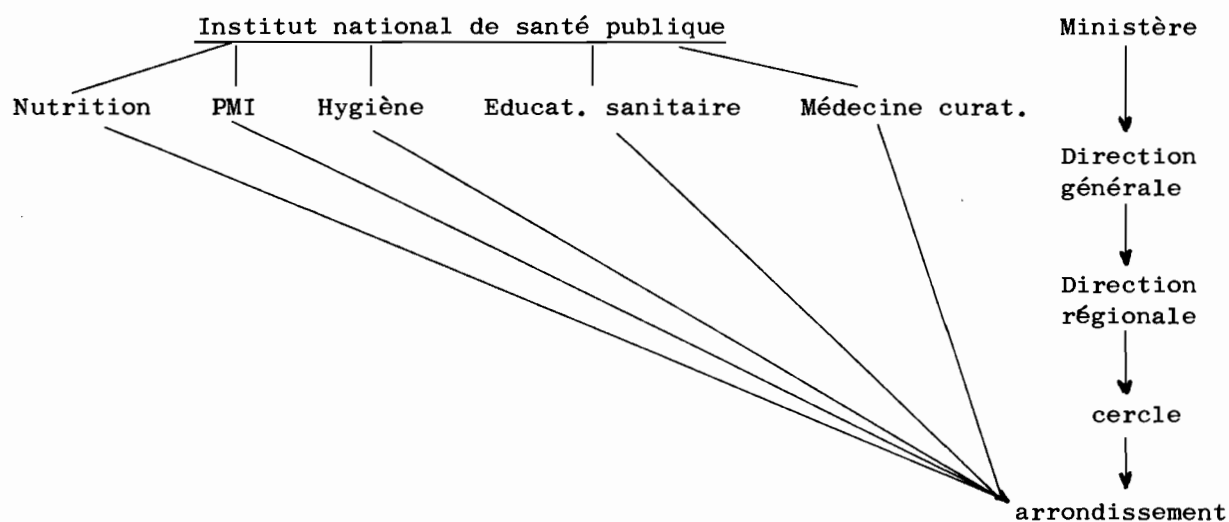 Institut national de santé publique
Ministère
Nutrition
PMI
Hygiène
Educat. sanitaire
Médecine curat.
Direction
générale
Direction
régionale
cercle
arrondissement